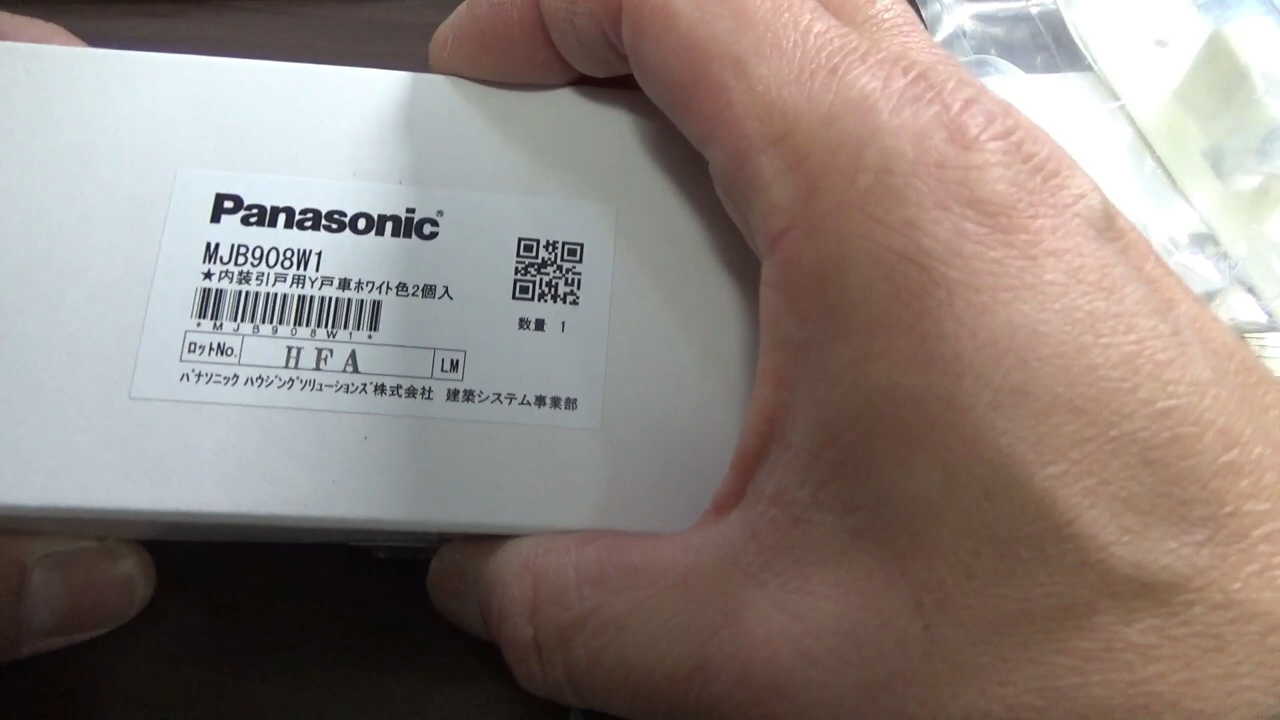 Panasonic®
MJB908W1
★内装引戸用Y戸車ホワイト色2個入
*MJB908W1*
数量 1
ロットNo. HFA LM
パナソニック ハウジングソリューションズ株式会社 建築システム事業部